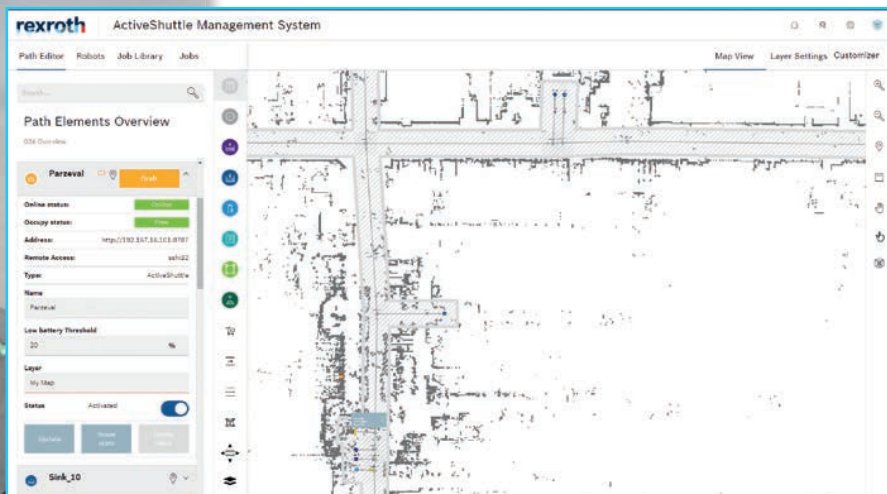 rexroth ActiveShuttle Management System
Path Editor Robots Job Library Jobs
Map View Layer Settings Customizer
Search...
Path Elements Overview
Overview
Parzeval Draft
Online status: Online
Occupy status: Free
Address:
Remote Access:
Type: ActiveShuttle
Name
Parzeval
Low battery Threshold
20 %
Layer
My Map
Status Activated
Sink_10